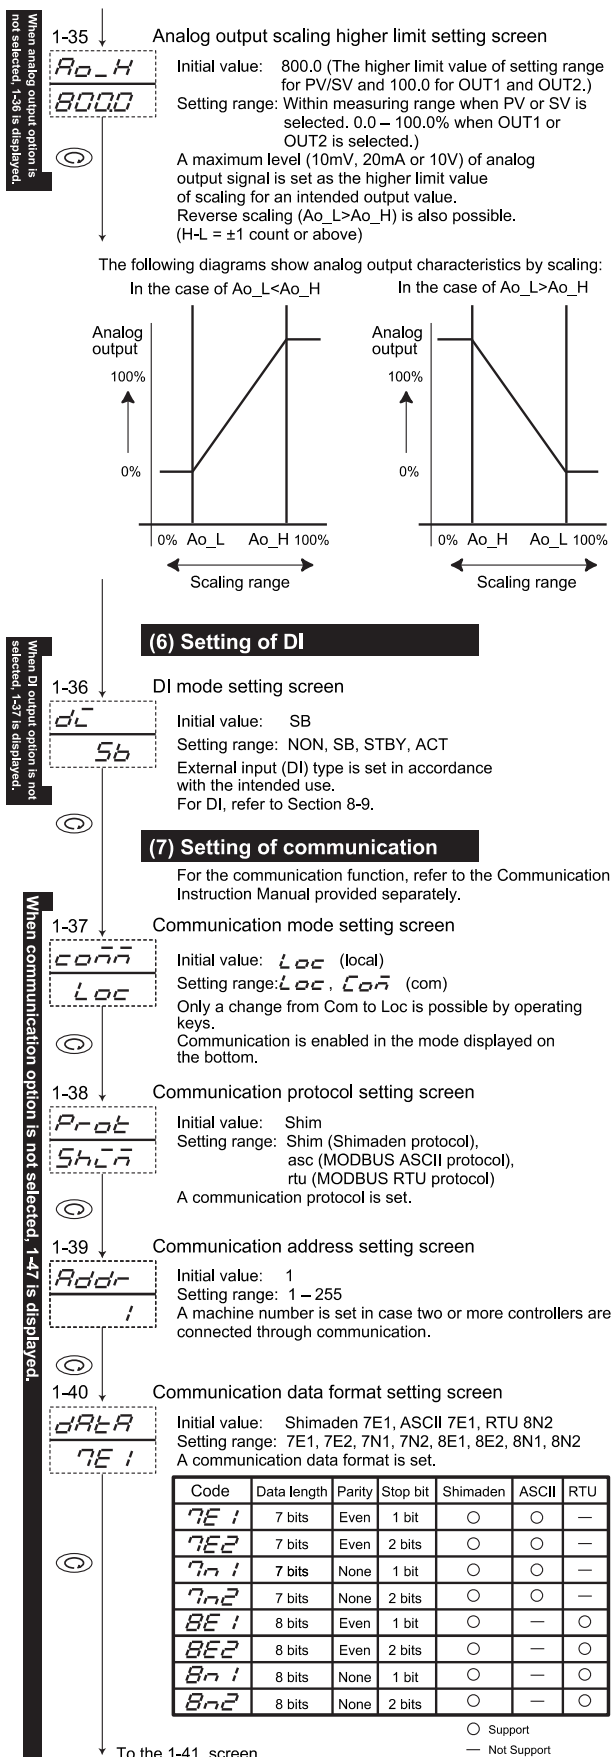 When analog output option is
not selected, 1-36 is displayed.
1-35 Analog output scaling higher limit setting screen
Ao_H
800.0
Initial value: 800.0 (The higher limit value of setting range
for PV/SV and 100.0 for OUT1 and OUT2.)
Setting range: Within measuring range when PV or SV is
selected. 0.0 – 100.0% when OUT1 or
OUT2 is selected.)
A maximum level (10mV, 20mA or 10V) of analog
output signal is set as the higher limit value
of scaling for an intended output value.
Reverse scaling (Ao_L>Ao_H) is also possible.
(H-L = ±1 count or above)
The following diagrams show analog output characteristics by scaling:
In the case of Ao_L<Ao_H
Analog
output
100%
0%
0% Ao_L Ao_H 100%
Scaling range
In the case of Ao_L>Ao_H
Analog
output
100%
0%
0% Ao_H Ao_L 100%
Scaling range
(6) Setting of DI
When DI output option is not
selected, 1-37 is displayed.
1-36 DI mode setting screen
di
Sb
Initial value: SB
Setting range: NON, SB, STBY, ACT
External input (DI) type is set in accordance
with the intended use.
For DI, refer to Section 8-9.
(7) Setting of communication
For the communication function, refer to the Communication
Instruction Manual provided separately.
When communication option is not selected, 1-47 is displayed.
1-37 Communication mode setting screen
comm
Loc
Initial value: Loc (local)
Setting range: Loc, Com (com)
Only a change from Com to Loc is possible by operating
keys.
Communication is enabled in the mode displayed on
the bottom.
1-38 Communication protocol setting screen
Prot
Shim
Initial value: Shim
Setting range: Shim (Shimaden protocol),
asc (MODBUS ASCII protocol),
rtu (MODBUS RTU protocol)
A communication protocol is set.
1-39 Communication address setting screen
Addr
1
Initial value: 1
Setting range: 1 – 255
A machine number is set in case two or more controllers are
connected through communication.
1-40 Communication data format setting screen
dAtA
7E1
Initial value: Shimaden 7E1, ASCII 7E1, RTU 8N2
Setting range: 7E1, 7E2, 7N1, 7N2, 8E1, 8E2, 8N1, 8N2
A communication data format is set.
Code Data length Parity Stop bit Shimaden ASCII RTU
7E1 7 bits Even 1 bit ○ ○ —
7E2 7 bits Even 2 bits ○ ○ —
7n1 7 bits None 1 bit ○ ○ —
7n2 7 bits None 2 bits ○ ○ —
8E1 8 bits Even 1 bit ○ — ○
8E2 8 bits Even 2 bits ○ — ○
8n1 8 bits None 1 bit ○ — ○
8n2 8 bits None 2 bits ○ — ○
○ Support
— Not Support
To the 1-41 screen